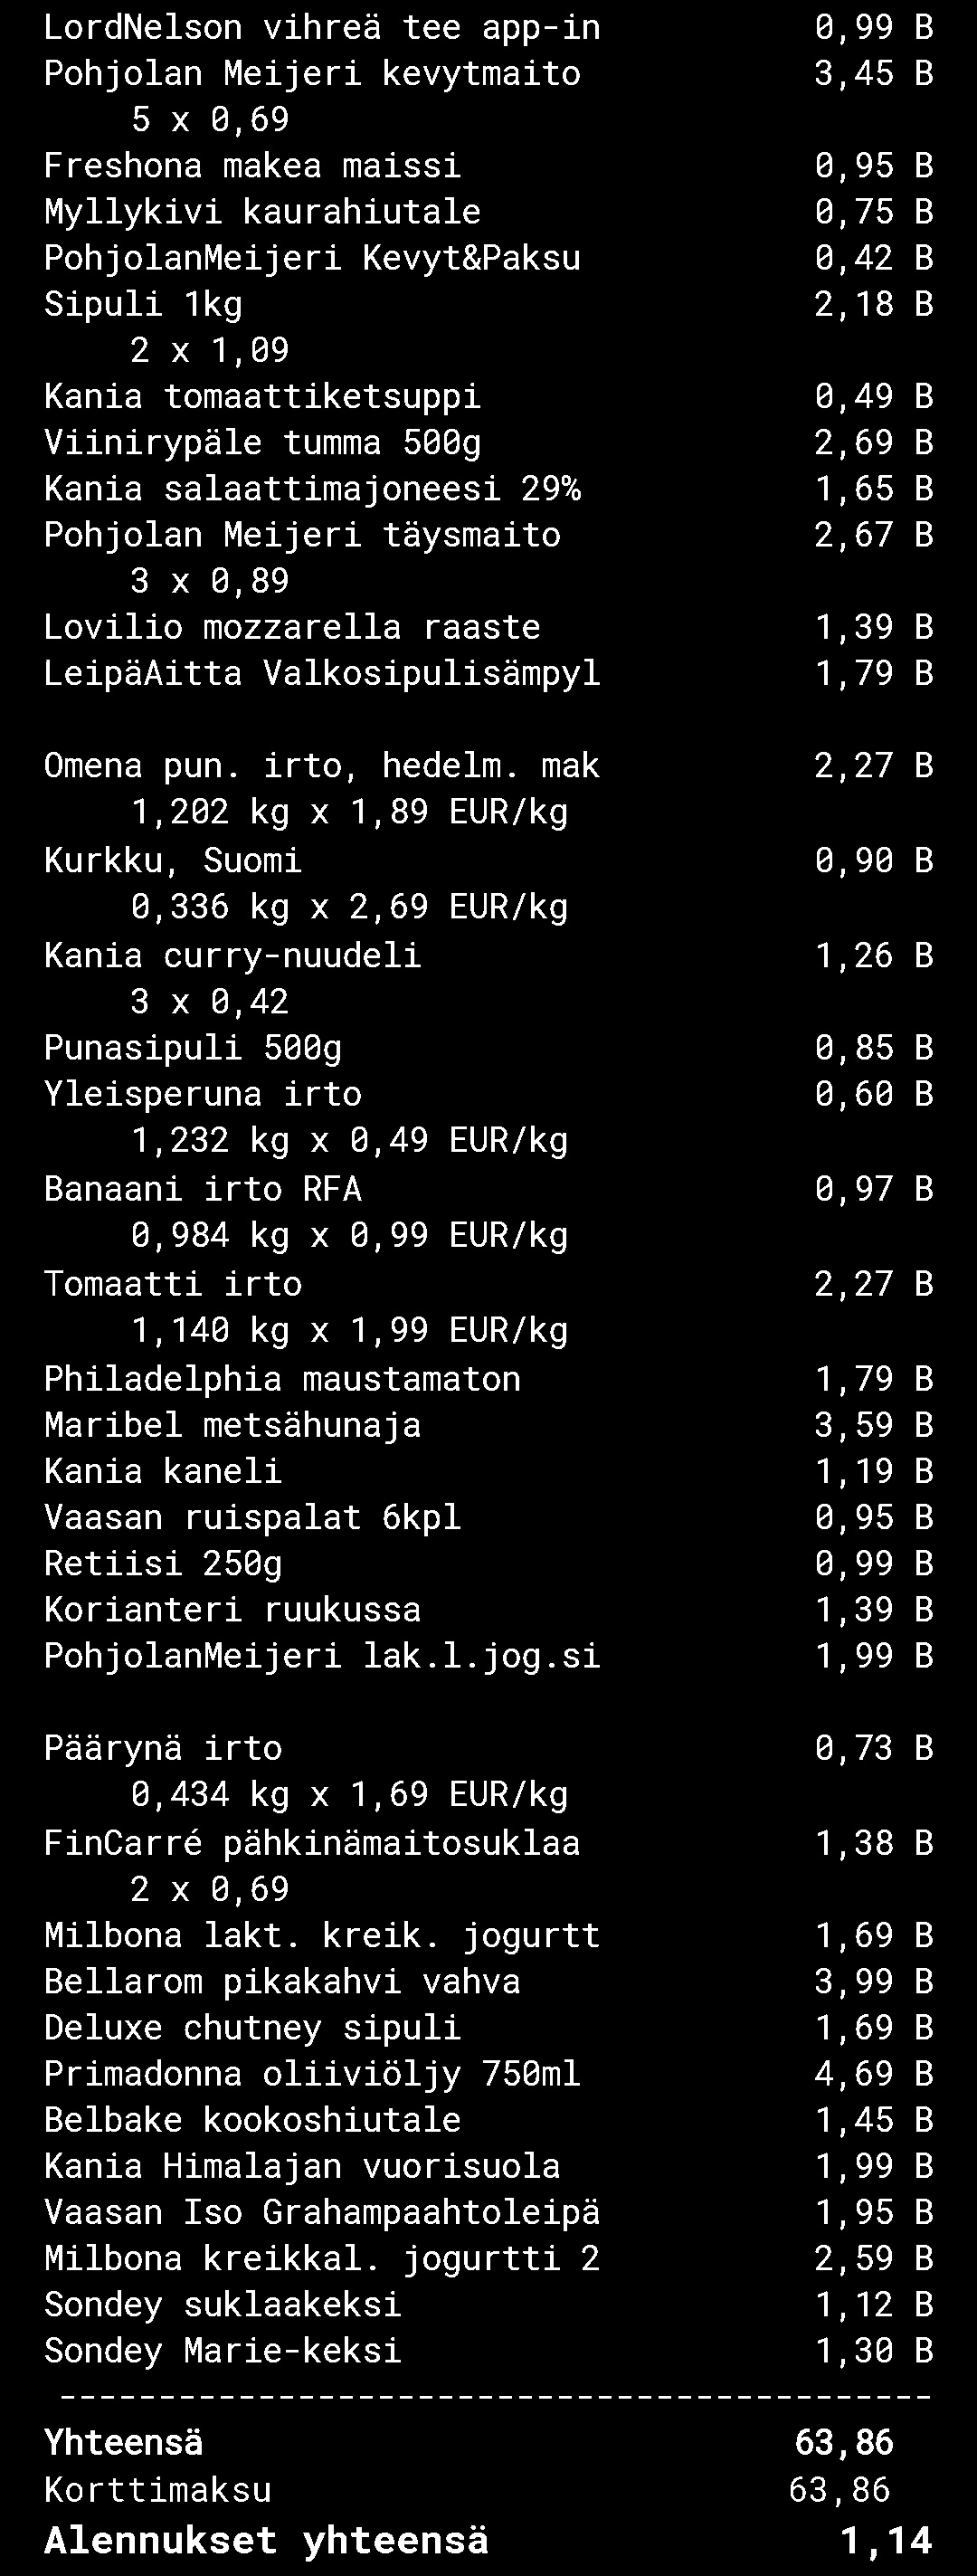 LordNelson vihreä tee app-in 0,99 B
Pohjolan Meijeri kevytmaito 3,45 B
5 x 0,69
Freshona makea maissi 0,95 B
Myllykivi kaurahiutale 0,75 B
PohjolanMeijeri Kevyt&Paksu 0,42 B
Sipuli 1kg 2,18 B
2 x 1,09
Kania tomaattiketsuppi 0,49 B
Viinirypäle tumma 500g 2,69 B
Kania salaattimajoneesi 29% 1,65 B
Pohjolan Meijeri täysmaito 2,67 B
3 x 0,89
Lovilio mozzarella raaste 1,39 B
LeipäAitta Valkosipulisämpyl 1,79 B
Omena pun. irto, hedelm. mak 2,27 B
1,202 kg x 1,89 EUR/kg
Kurkku, Suomi 0,90 B
0,336 kg x 2,69 EUR/kg
Kania curry-nuudeli 1,26 B
3 x 0,42
Punasipuli 500g 0,85 B
Yleisperuna irto 0,60 B
1,232 kg x 0,49 EUR/kg
Banaani irto RFA 0,97 B
0,984 kg x 0,99 EUR/kg
Tomaatti irto 2,27 B
1,140 kg x 1,99 EUR/kg
Philadelphia maustamaton 1,79 B
Maribel metsähunaja 3,59 B
Kania kaneli 1,19 B
Vaasan ruispalat 6kpl 0,95 B
Retiisi 250g 0,99 B
Korianteri ruukussa 1,39 B
PohjolanMeijeri lak.l.jog.si 1,99 B
Päärynä irto 0,73 B
0,434 kg x 1,69 EUR/kg
FinCarré pähkinämaitosuklaa 1,38 B
2 x 0,69
Milbona lakt. kreik. jogurtt 1,69 B
Bellarom pikakahvi vahva 3,99 B
Deluxe chutney sipuli 1,69 B
Primadonna oliiviöljy 750ml 4,69 B
Belbake kookoshiutale 1,45 B
Kania Himalajan vuorisuola 1,99 B
Vaasan Iso Grahampaahtoleipä 1,95 B
Milbona kreikkal. jogurtti 2 2,59 B
Sondey suklaakeksi 1,12 B
Sondey Marie-keksi 1,30 B
--------------------------------------------
Yhteensä 63,86
Korttimaksu 63,86
Alennukset yhteensä 1,14